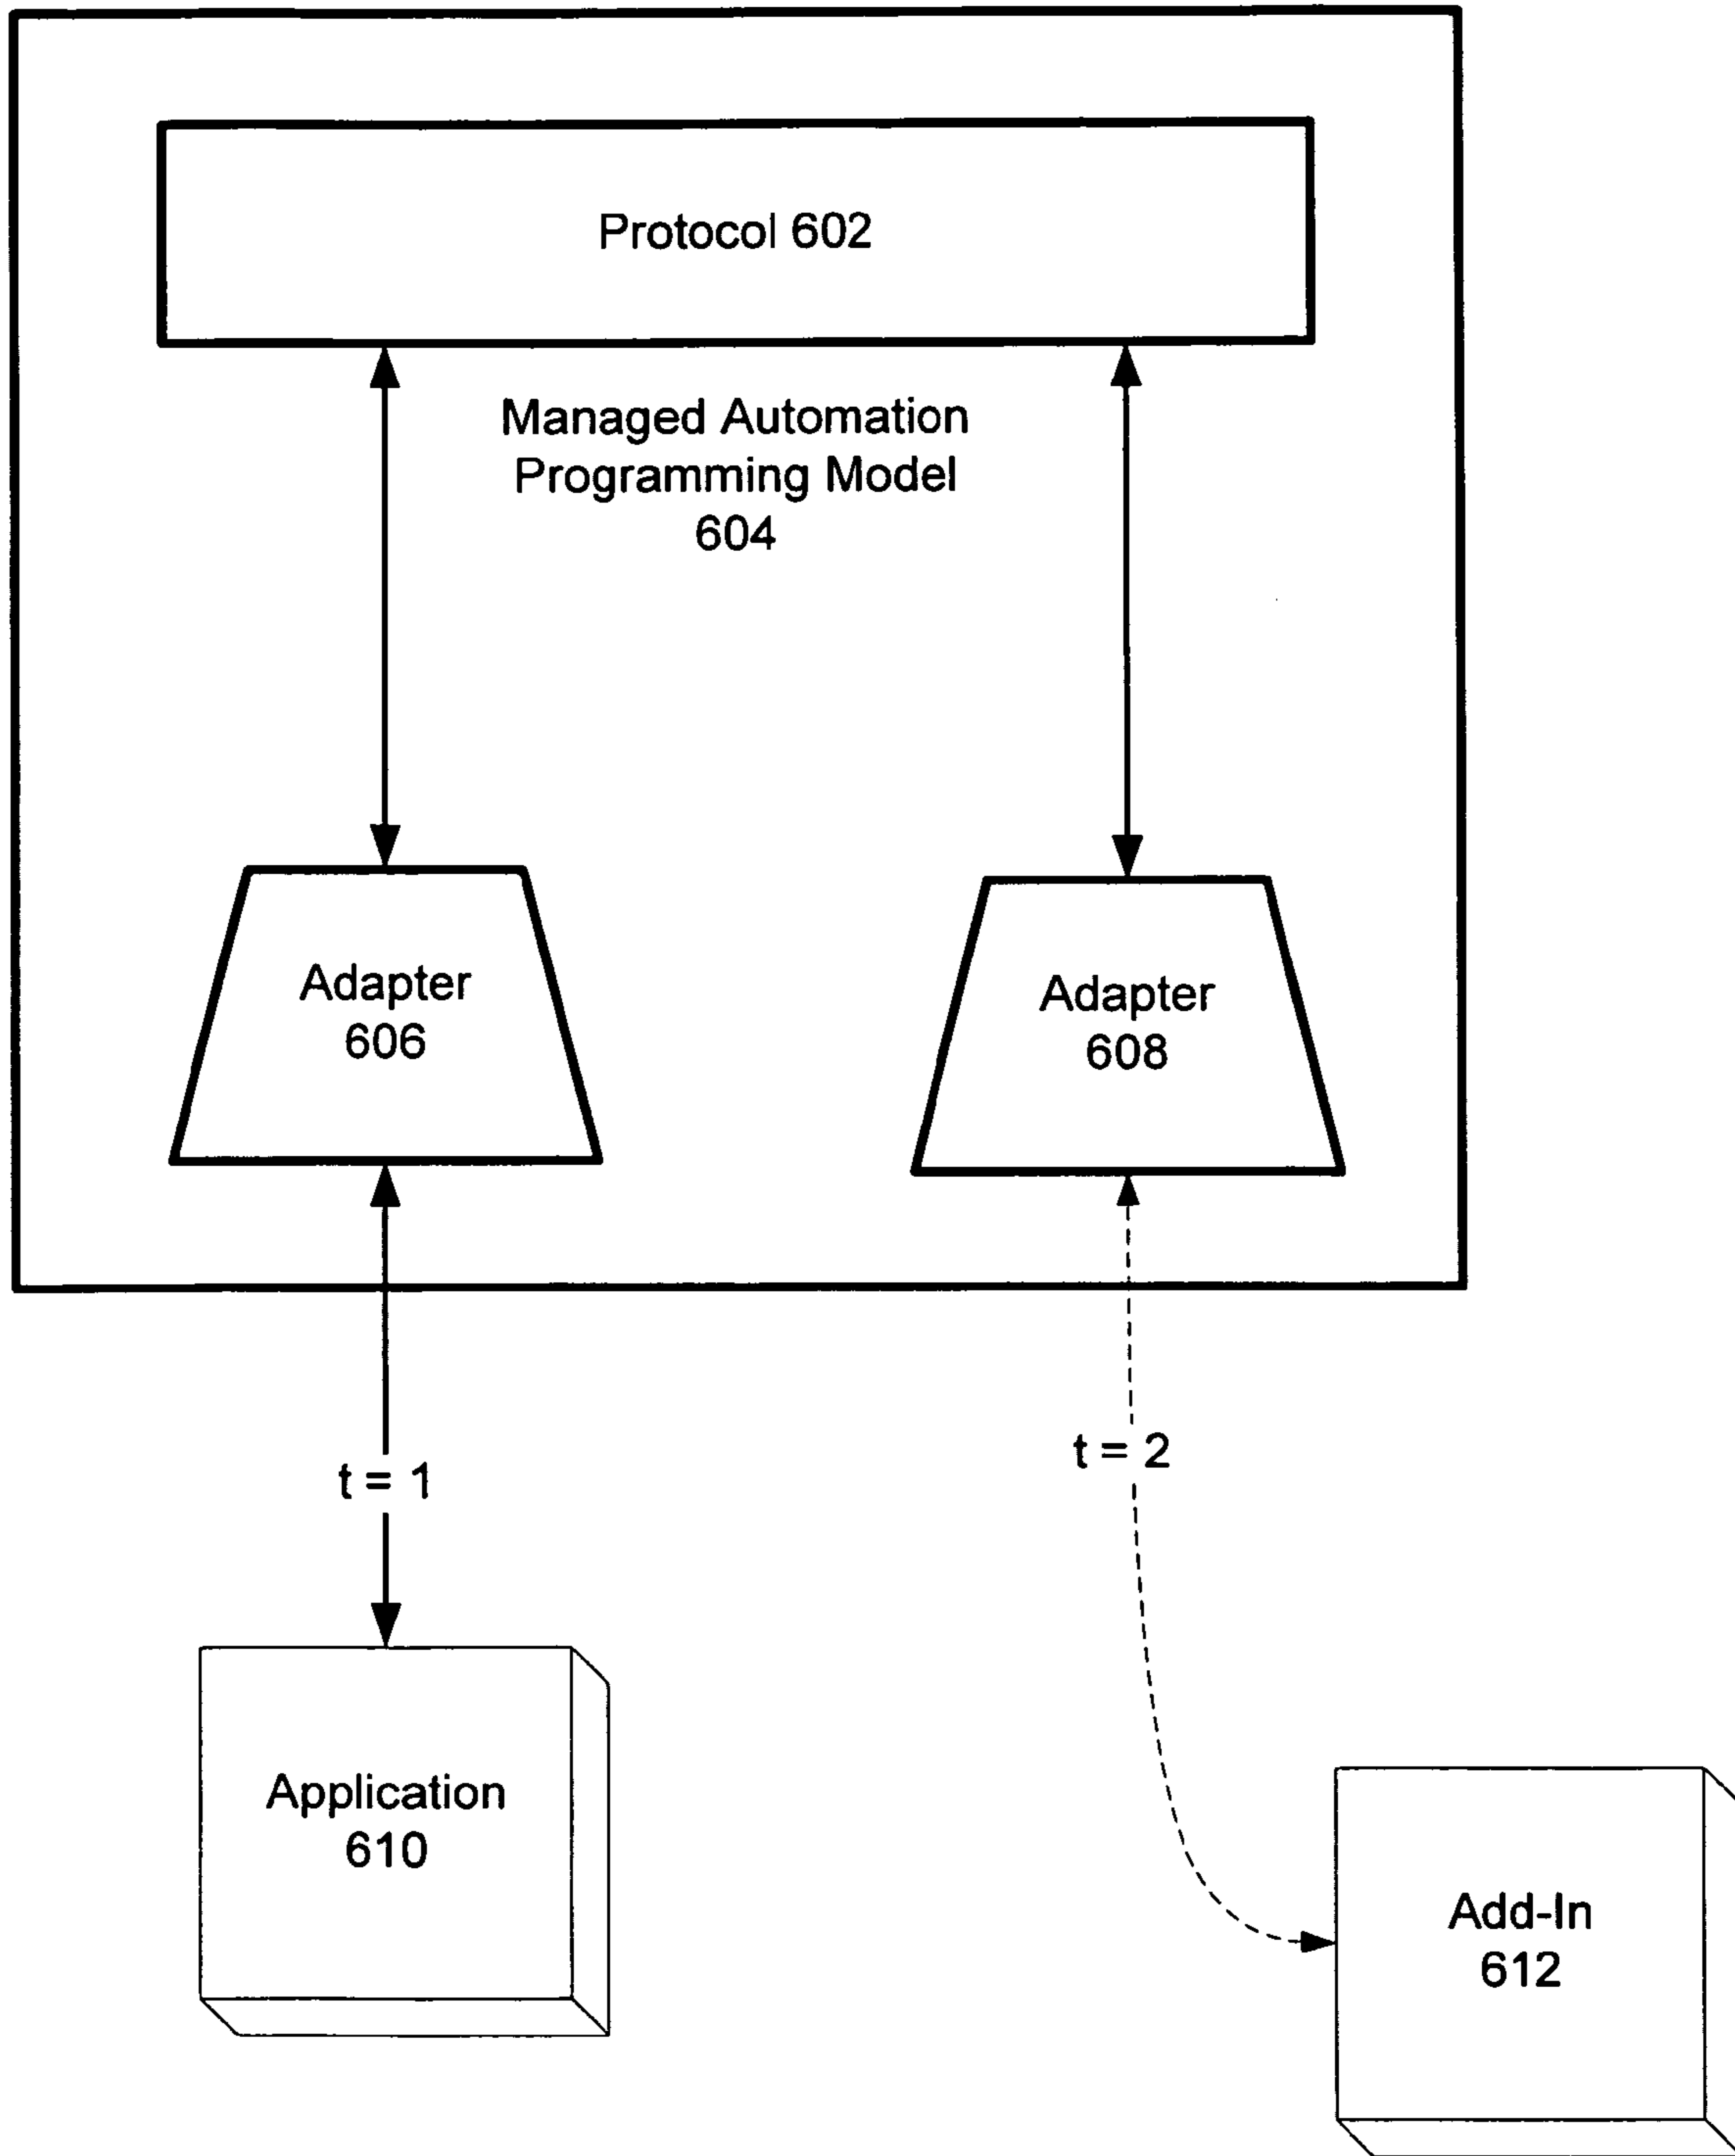 Protocol 602
Managed Automation
Programming Model
604
Adapter
606
Adapter
608
t = 1
t = 2
Application
610
Add-In
612